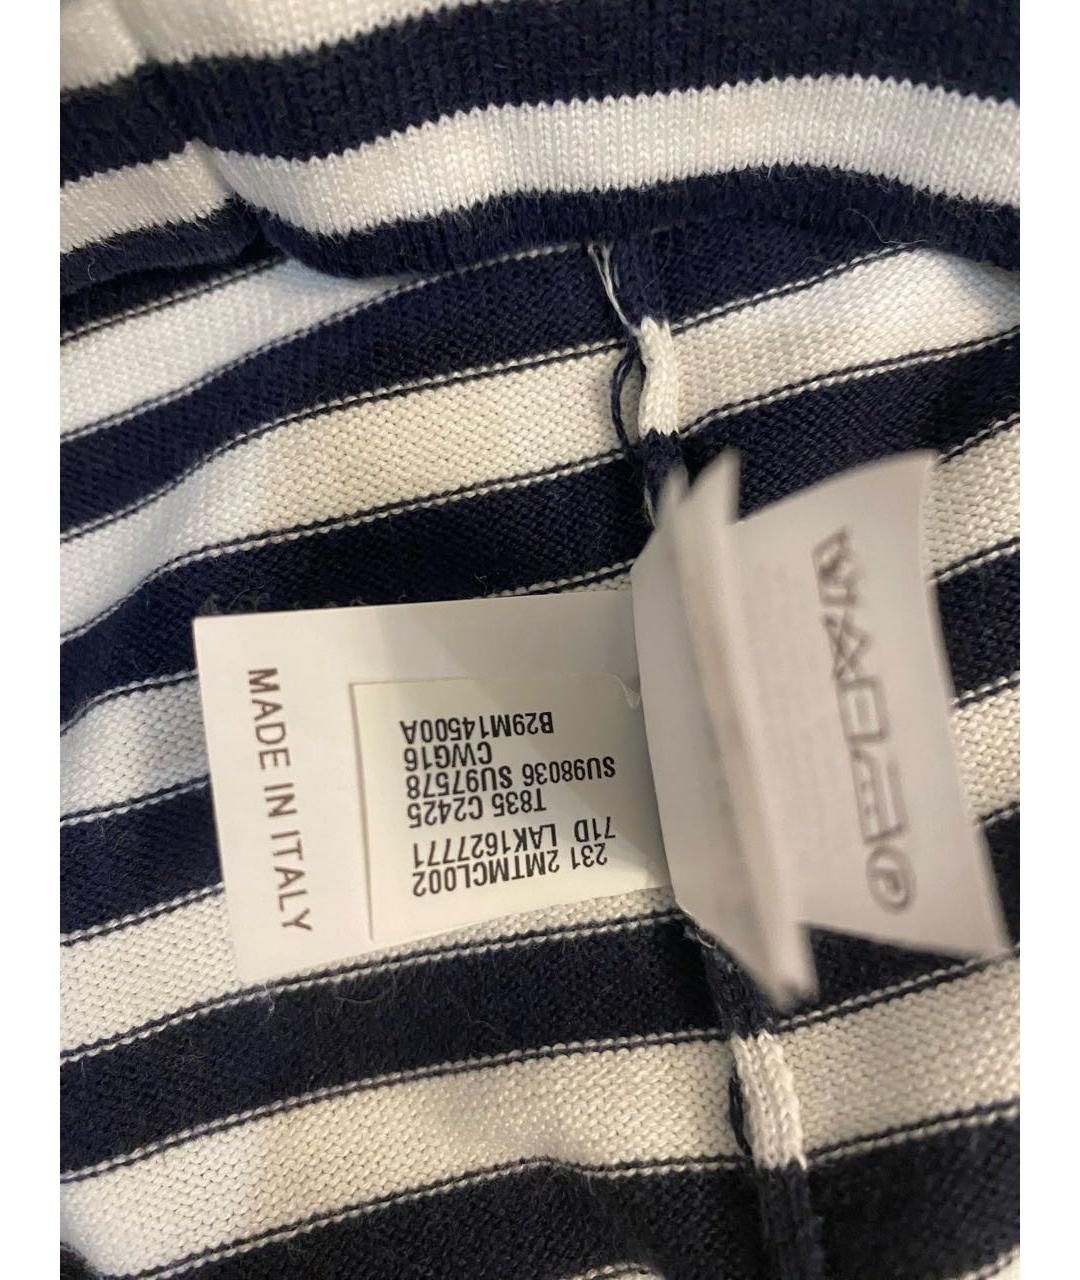 MADE IN ITALY
231 2MTMCL002
71D LAK1627771
T835 C2425
SU98036 SU97578
CWG16
B29M14500A